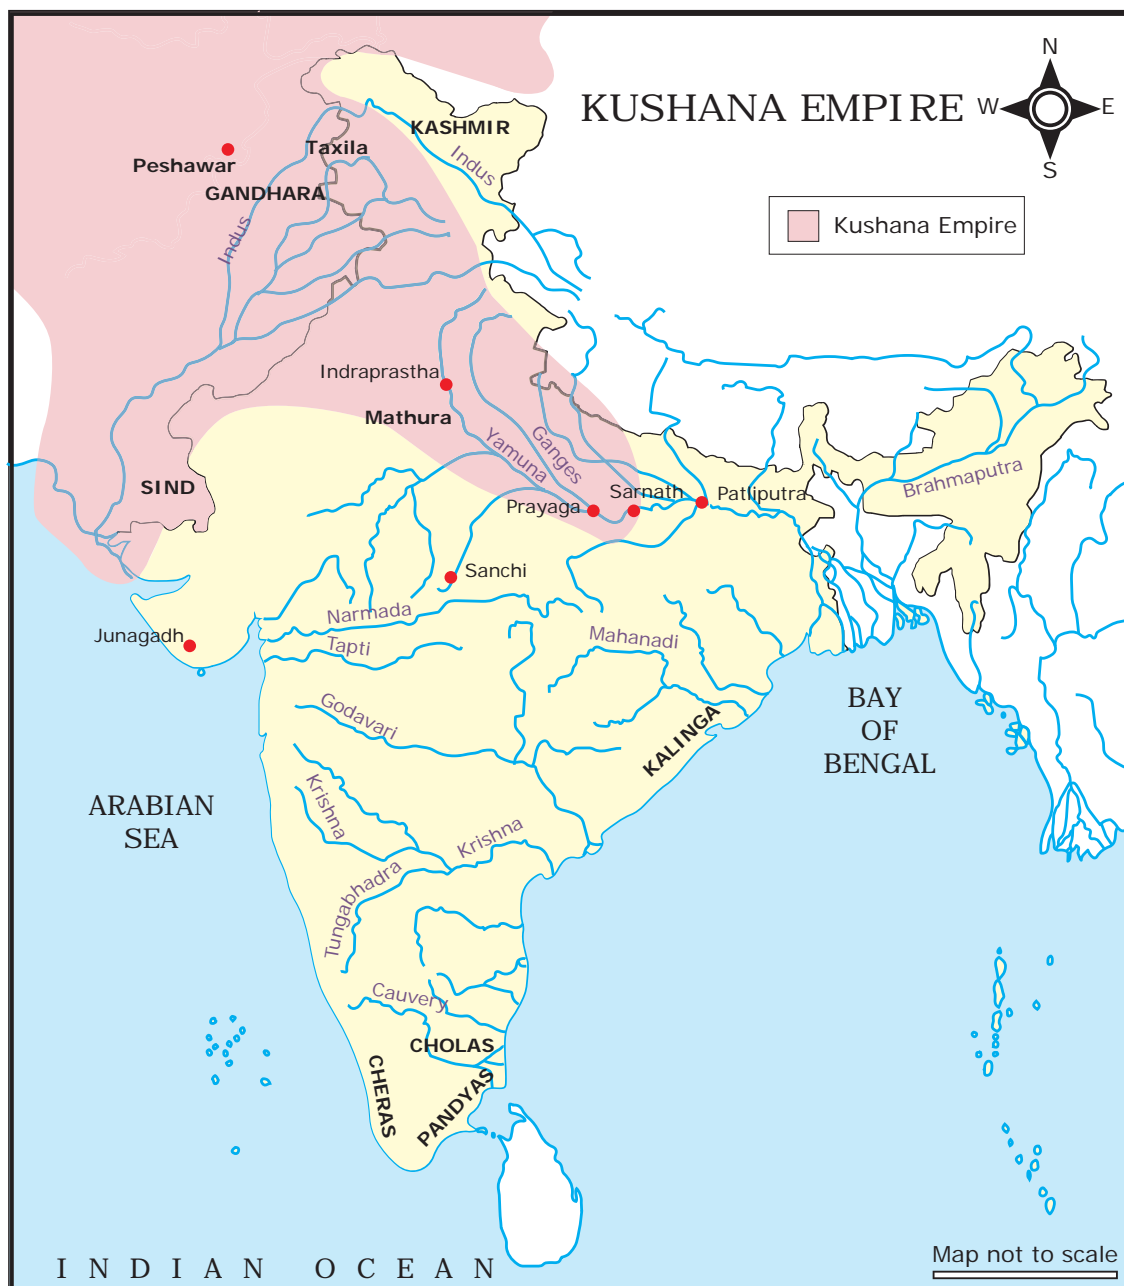 N
KUSHANA EMPIRE
W
E
S
KASHMIR
Taxila
Peshawar
Indus
GANDHARA
Kushana Empire
Indus
Indraprastha
Mathura
Ganges
Yamuna
Brahmaputra
SIND
Sarnath
Patliputra
Prayaga
Sanchi
Narmada
Junagadh
Tapti
Mahanadi
Godavari
KALINGA
BAY
OF
BENGAL
ARABIAN
SEA
Krishna
Krishna
Tungabhadra
Cauvery
CHOLAS
CHERAS
PANDYAS
Map not to scale
INDIAN OCEAN